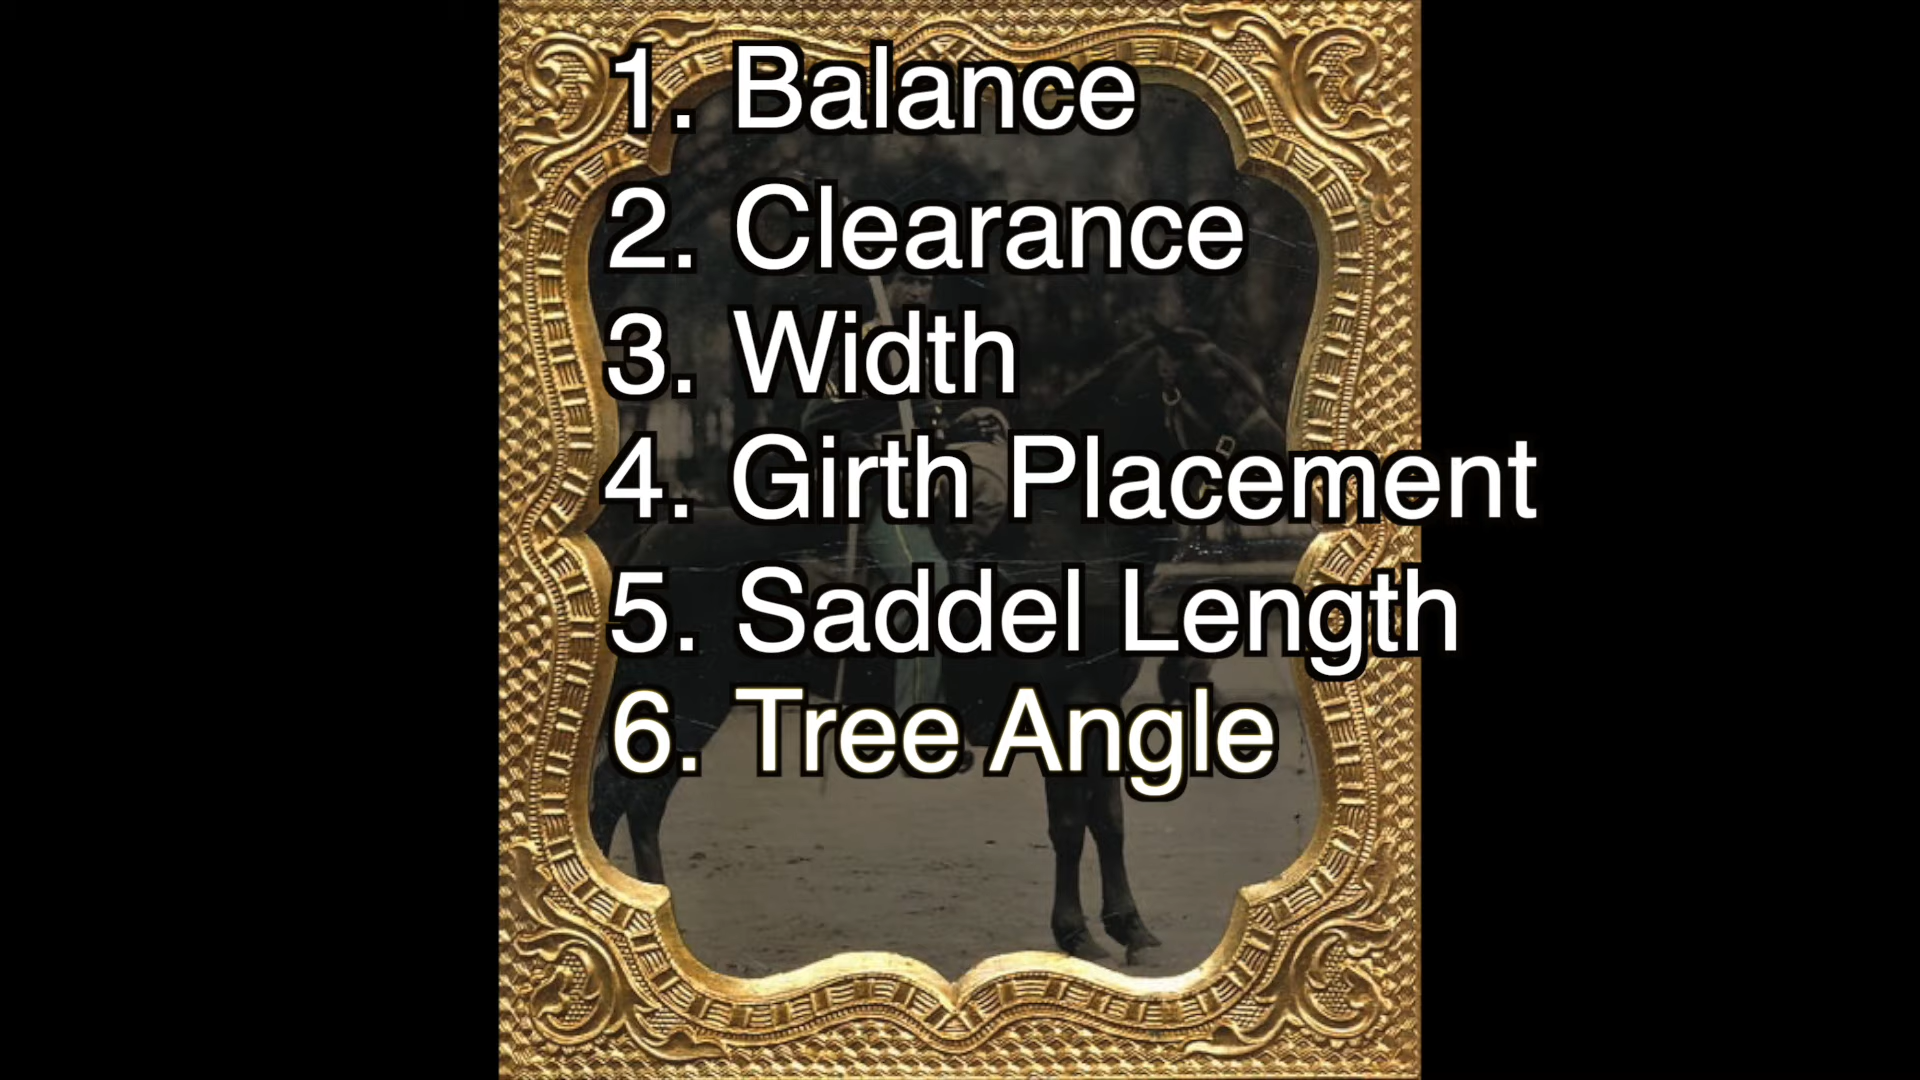 1. Balance
2. Clearance
3. Width
4. Girth Placement
5. Saddel Length
6. Tree Angle